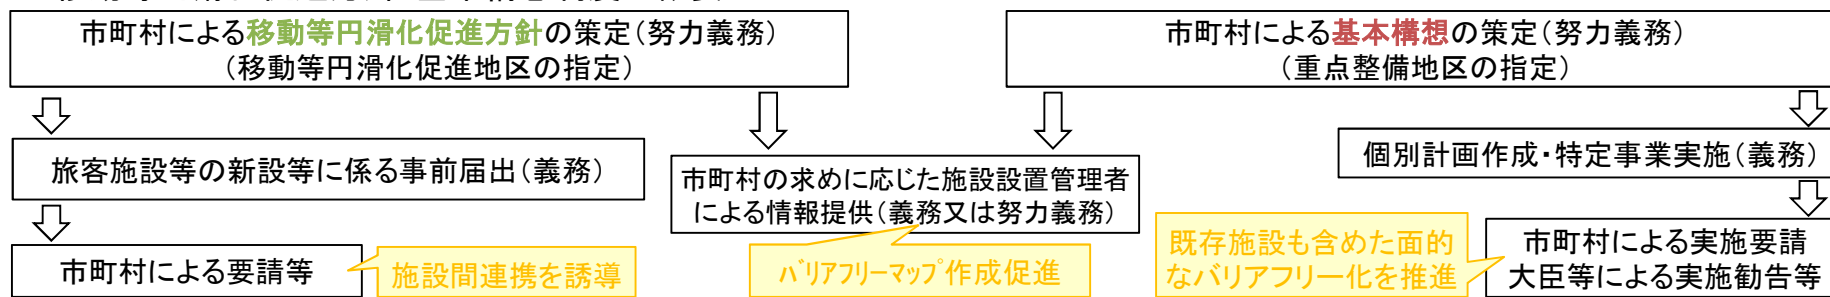 市町村による移動等円滑化促進方針の策定(努力義務)
(移動等円滑化促進地区の指定)
市町村による基本構想の策定(努力義務)
(重点整備地区の指定)
旅客施設等の新設等に係る事前届出(義務)
市町村の求めに応じた施設設置管理者
による情報提供(義務又は努力義務)
個別計画作成・特定事業実施(義務)
市町村による要請等
施設間連携を誘導
ﾊﾞﾘｱﾌﾘｰﾏｯﾌﾟ作成促進
既存施設も含めた面的
なバリアフリー化を推進
市町村による実施要請
大臣等による実施勧告等